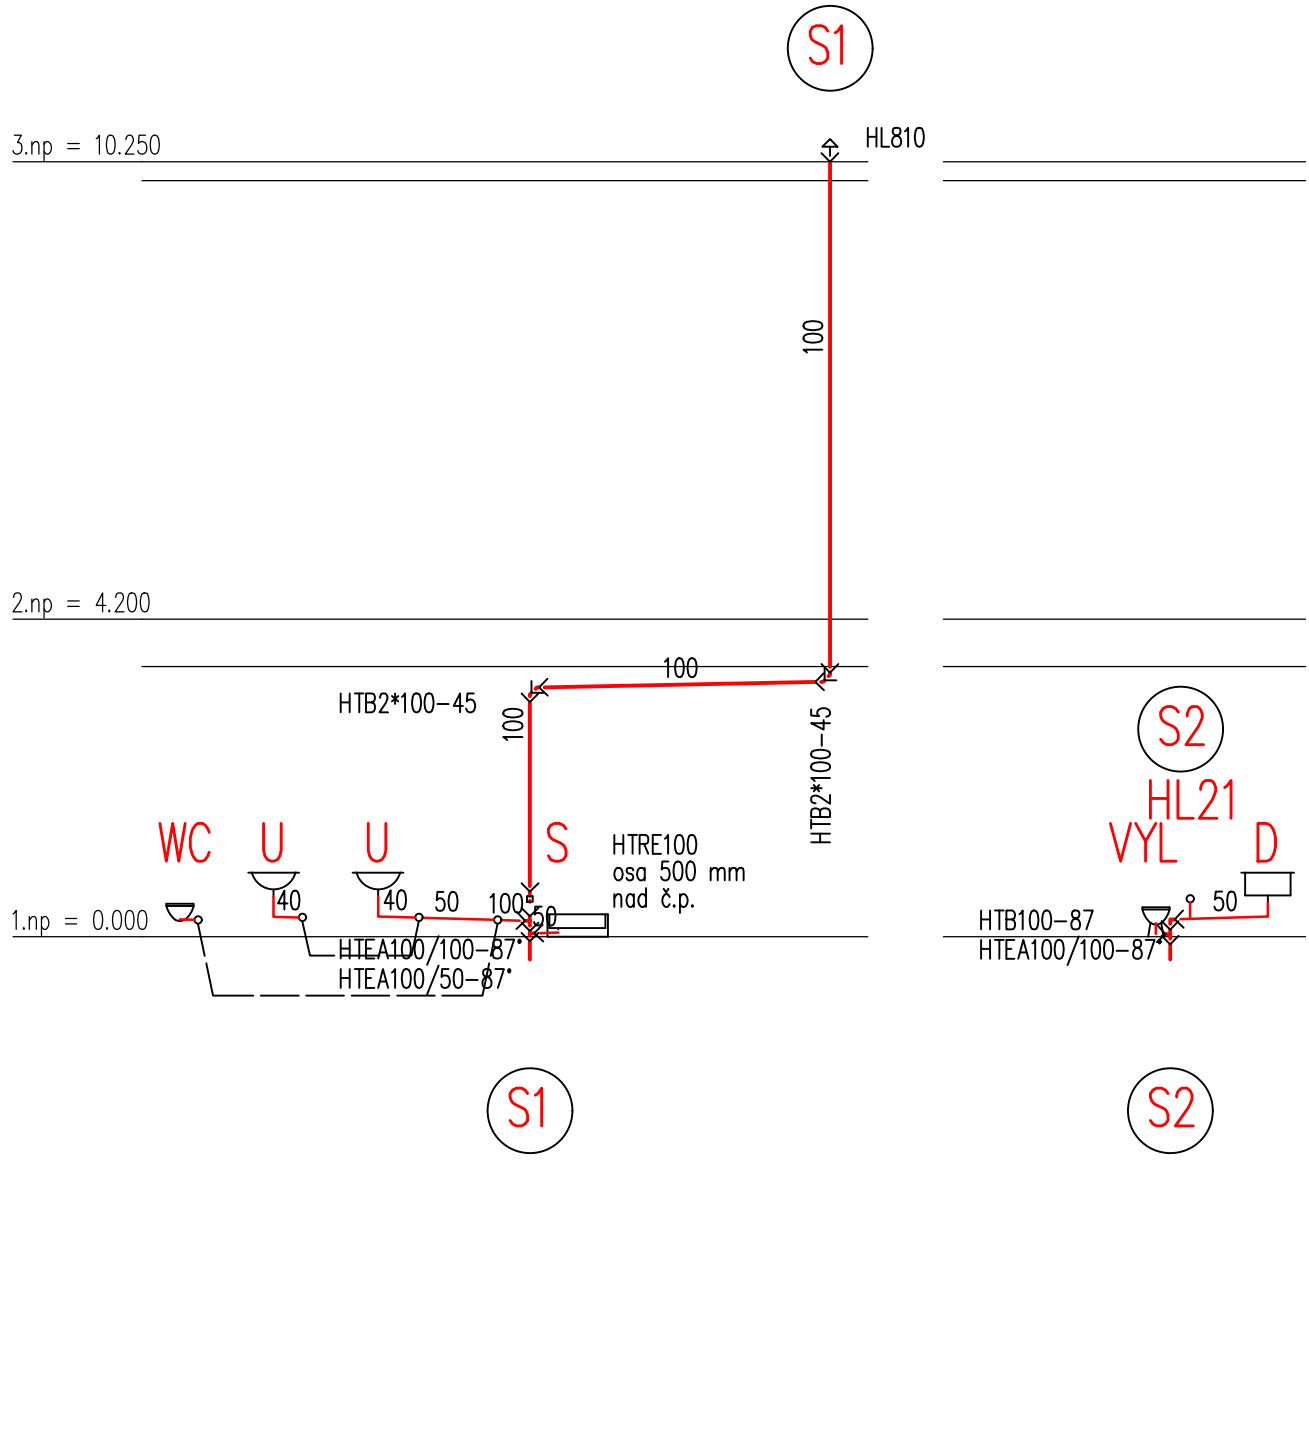 S1
HL810
3.np = 10.250
100
2.np = 4.200
100
HTB2*100-45
100
HTB2*100-45
S2
HL21
WC
U
U
S
VYL
D
HTRE100
osa 500 mm
nad č.p.
40
40
50
100
50
50
1.np = 0.000
HTEA100/100-87°
HTEA100/50-87°
HTB100-87
HTEA100/100-87°
S1
S2